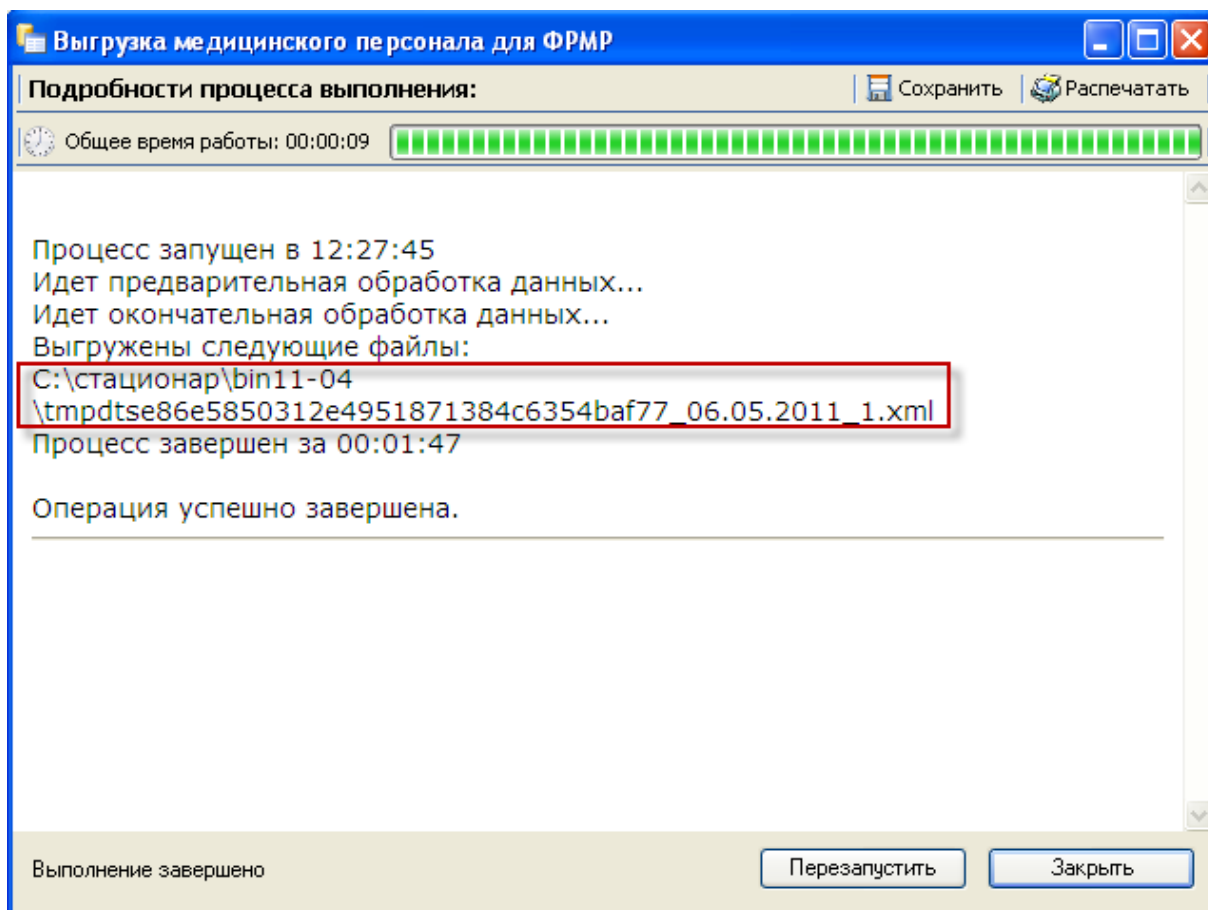 Выгрузка медицинского персонала для ФРМР
Подробности процесса выполнения:
Сохранить
Распечатать
Общее время работы: 00:00:09
Процесс запущен в 12:27:45
Идет предварительная обработка данных...
Идет окончательная обработка данных...
Выгружены следующие файлы:
C:\стационар\bin11-04
\tmpdtse86e5850312e4951871384c6354baf77_06.05.2011_1.xml
Процесс завершен за 00:01:47
Операция успешно завершена.
Выполнение завершено
Перезапустить
Закрыть